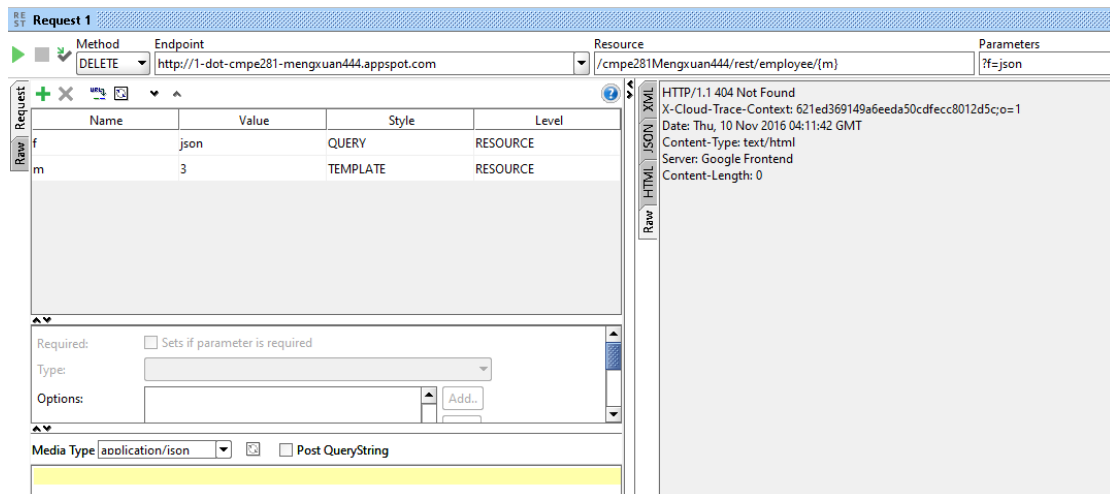 REST Request 1
Method Endpoint Resource Parameters
DELETE http://1-dot-cmpe281-mengxuan444.appspot.com /cmpe281Mengxuan444/rest/employee/{m} ?f=json
Request
Raw
Name Value Style Level
f json QUERY RESOURCE
m 3 TEMPLATE RESOURCE
Required: Sets if parameter is required
Type:
Options: Add..
Media Type application/json Post QueryString
XML
JSON
HTML
Raw
HTTP/1.1 404 Not Found
X-Cloud-Trace-Context: 621ed369149a6eeda50cdfecc8012d5c;o=1
Date: Thu, 10 Nov 2016 04:11:42 GMT
Content-Type: text/html
Server: Google Frontend
Content-Length: 0